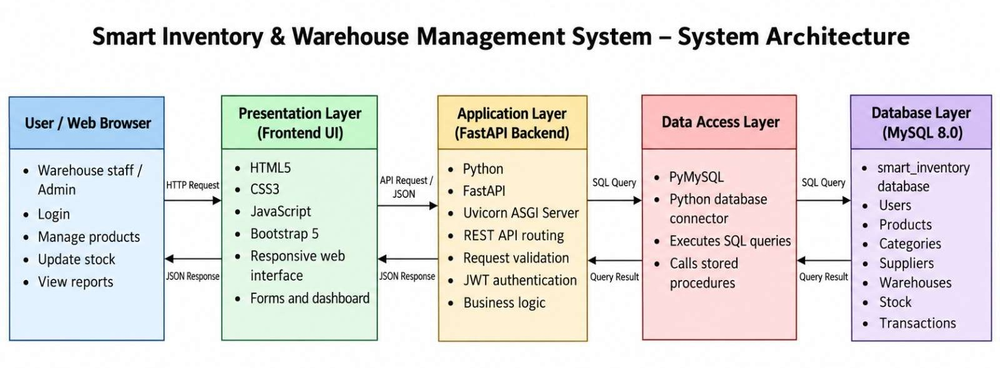 Smart Inventory & Warehouse Management System – System Architecture
User / Web Browser
• Warehouse staff /
Admin
• Login
• Manage products
• Update stock
• View reports
HTTP Request
JSON Response
Presentation Layer
(Frontend UI)
• HTML5
• CSS3
• JavaScript
• Bootstrap 5
• Responsive web
interface
• Forms and dashboard
API Request /
JSON
JSON Response
Application Layer
(FastAPI Backend)
• Python
• FastAPI
• Uvicorn ASGI Server
• REST API routing
• Request validation
• JWT authentication
• Business logic
SQL Query
Query Result
Data Access Layer
• PyMySQL
• Python database
connector
• Executes SQL queries
• Calls stored
procedures
SQL Query
Query Result
Database Layer
(MySQL 8.0)
• smart_inventory
database
• Users
• Products
• Categories
• Suppliers
• Warehouses
• Stock
• Transactions